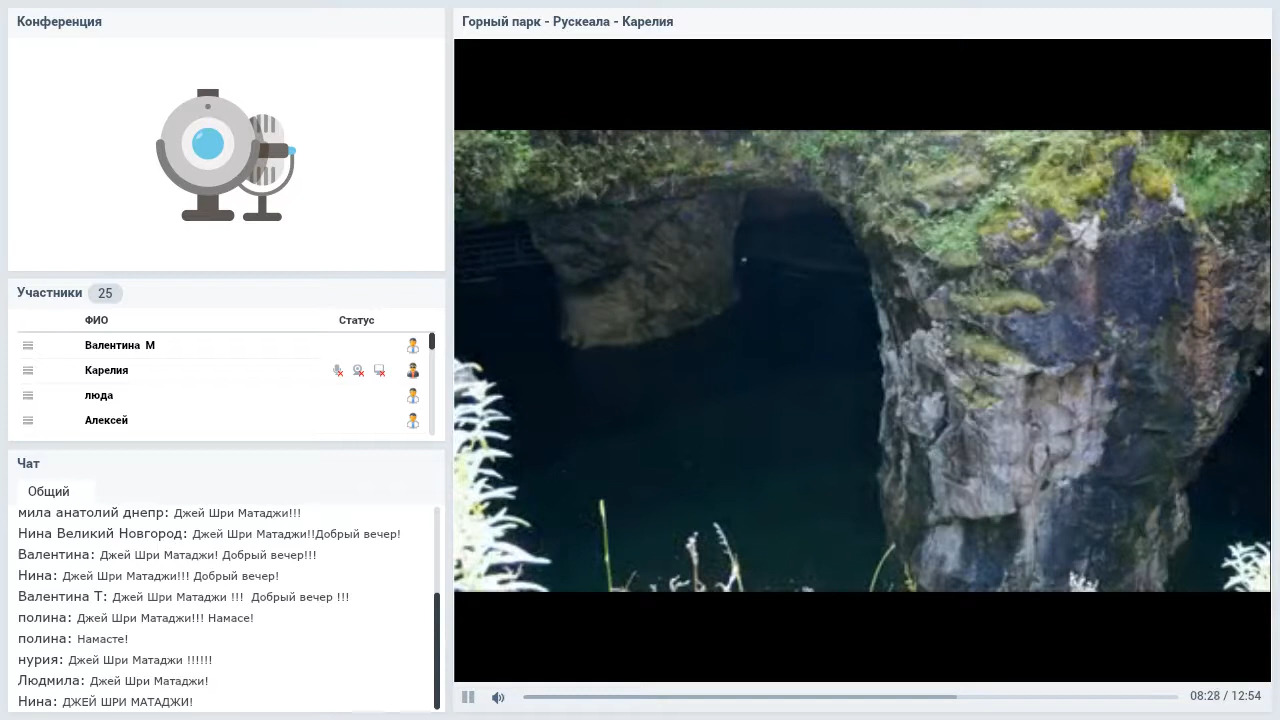 Конференция
Горный парк - Рускеала - Карелия
Участники 25
ФИО Статус
Валентина М
Карелия
люда
Алексей
Чат
Общий
мила анатолий днепр: Джей Шри Матаджи!!!
Нина Великий Новгород: Джей Шри Матаджи!!Добрый вечер!
Валентина: Джей Шри Матаджи! Добрый вечер!!!
Нина: Джей Шри Матаджи!!! Добрый вечер!
Валентина Т: Джей Шри Матаджи !!! Добрый вечер !!!
полина: Джей Шри Матаджи!!! Намасе!
полина: Намасте!
нурия: Джей Шри Матаджи !!!!!!
Людмила: Джей Шри Матаджи!
Нина: ДЖЕЙ ШРИ МАТАДЖИ!
08:28 / 12:54